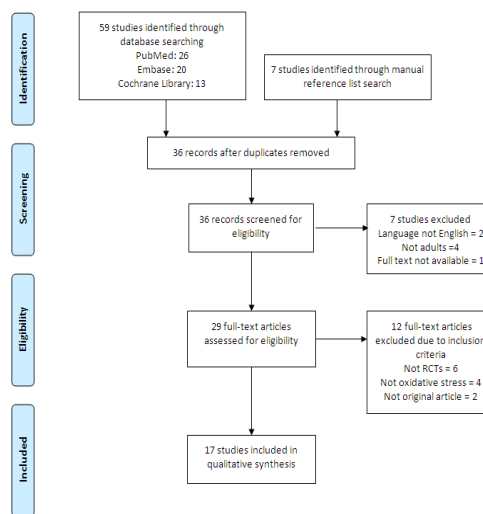 Identification
59 studies identified through
database searching
PubMed: 26
Embase: 20
Cochrane Library: 13
7 studies identified through manual
reference list search
36 records after duplicates removed
Screening
36 records screened for
eligibility
7 studies excluded
Language not English = 2
Not adults =4
Full text not available = 1
Eligibility
29 full-text articles
assessed for eligibility
12 full-text articles
excluded due to inclusion
criteria
Not RCTs = 6
Not oxidative stress = 4
Not original article = 2
Included
17 studies included in
qualitative synthesis